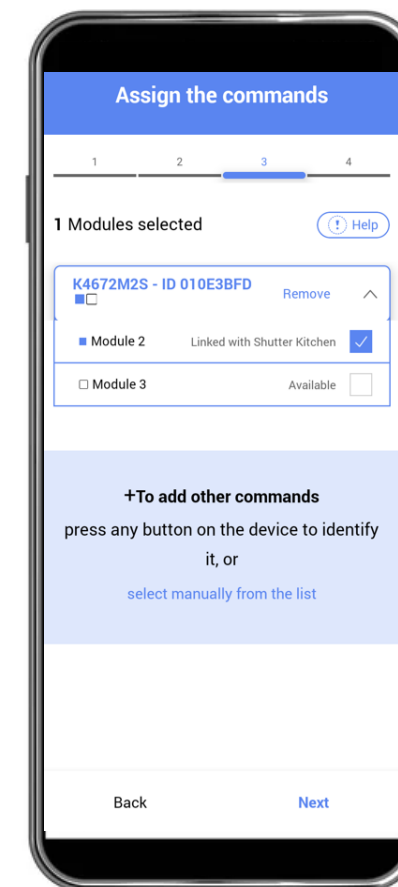 Assign the commands
1 2 3 4
1 Modules selected
Help
K4672M2S - ID 010E3BFD
Remove
Module 2 Linked with Shutter Kitchen
Module 3 Available
+To add other commands
press any button on the device to identify
it, or
select manually from the list
Back Next